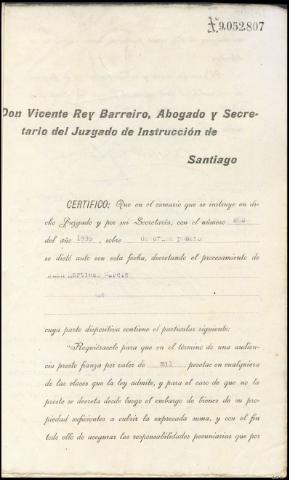 9.052.807
Don Vicente Rey Barreiro, Abogado y Secre-
tario del Juzgado de Instrucción de
Santiago
CERTIFICO: Que en el sumario que se instruye en di-
cho Juzgado y por mi Secretaría, con el número
del año 1936, sobre
se dictó auto con esta fecha, decretando el procesamiento de
Martinez García
cuya parte dispositiva contiene el particular siguiente:
"Requiérasele para que en el término de una audien-
cia preste fianza por valor de mil pesetas en cualquiera
de las clases que la ley admite, y para el caso de que no la
preste se decreta desde luego el embargo de bienes de su pro-
piedad suficientes a cubrir la expresada suma, y con el fin
todo ello de asegurar las responsabilidades pecuniarias que por